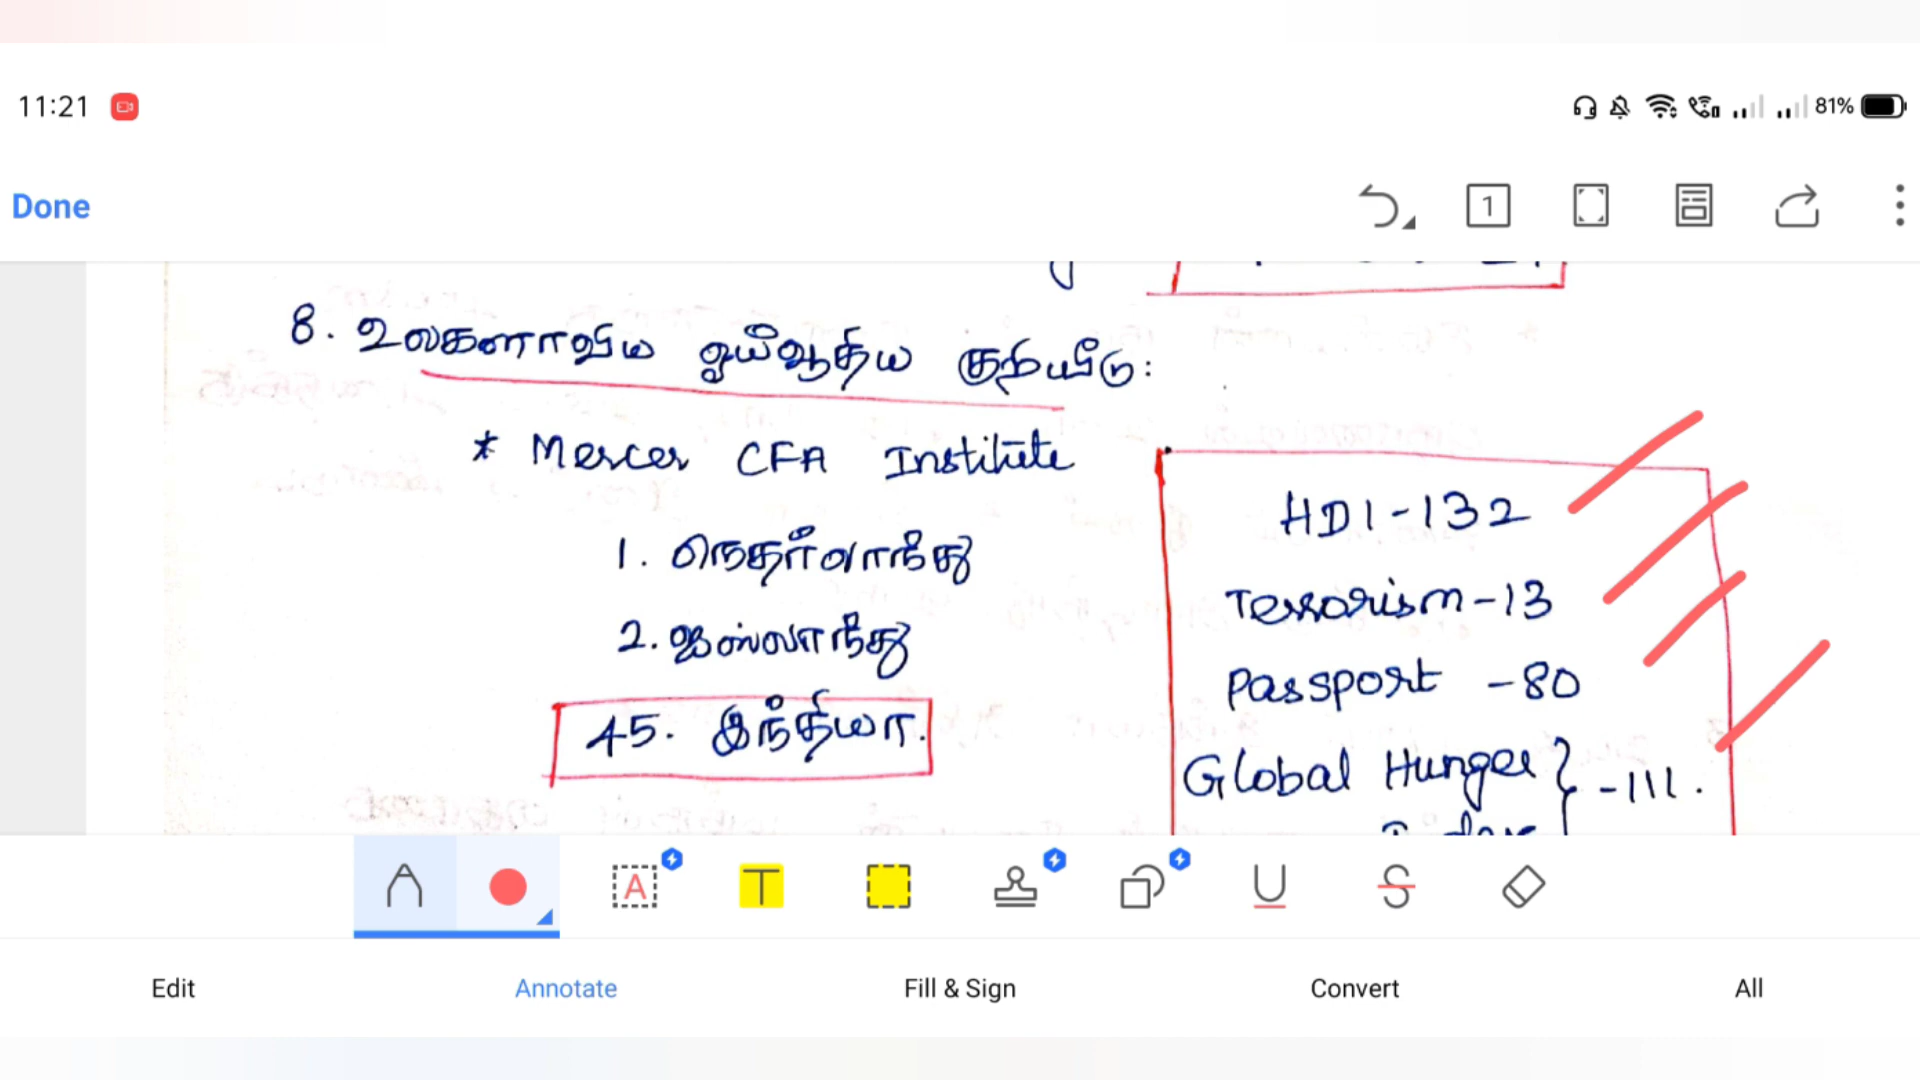 11:21
81%
Done
1
8. உலகளாவிய ஓய்வூதிய குறியீடு:
* Mercer CFA Institute
1. நெதர்லாந்து
2. ஐஸ்லாந்து
45. இந்தியா.
HDI-132
Terrorism-13
Passport -80
Global Hunger } -111.
Index
Edit
Annotate
Fill & Sign
Convert
All